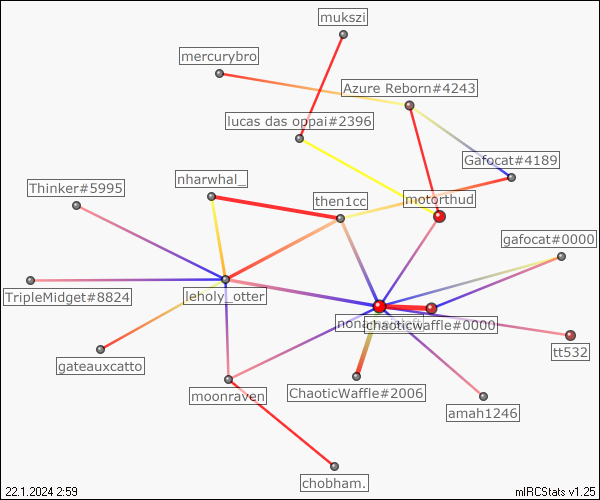 mukszi
mercurybro
Azure Reborn#4243
lucas das oppai#2396
Gafocat#4189
nharwhal_
Thinker#5995
then1cc
motorthud
gafocat#0000
TripleMidget#8824
leholy_otter
chaoticwaffle#0000
tt532
gateauxcatto
moonraven
ChaoticWaffle#2006
amah1246
chobham.
22.1.2024 2:59
mIRCStats v1.25